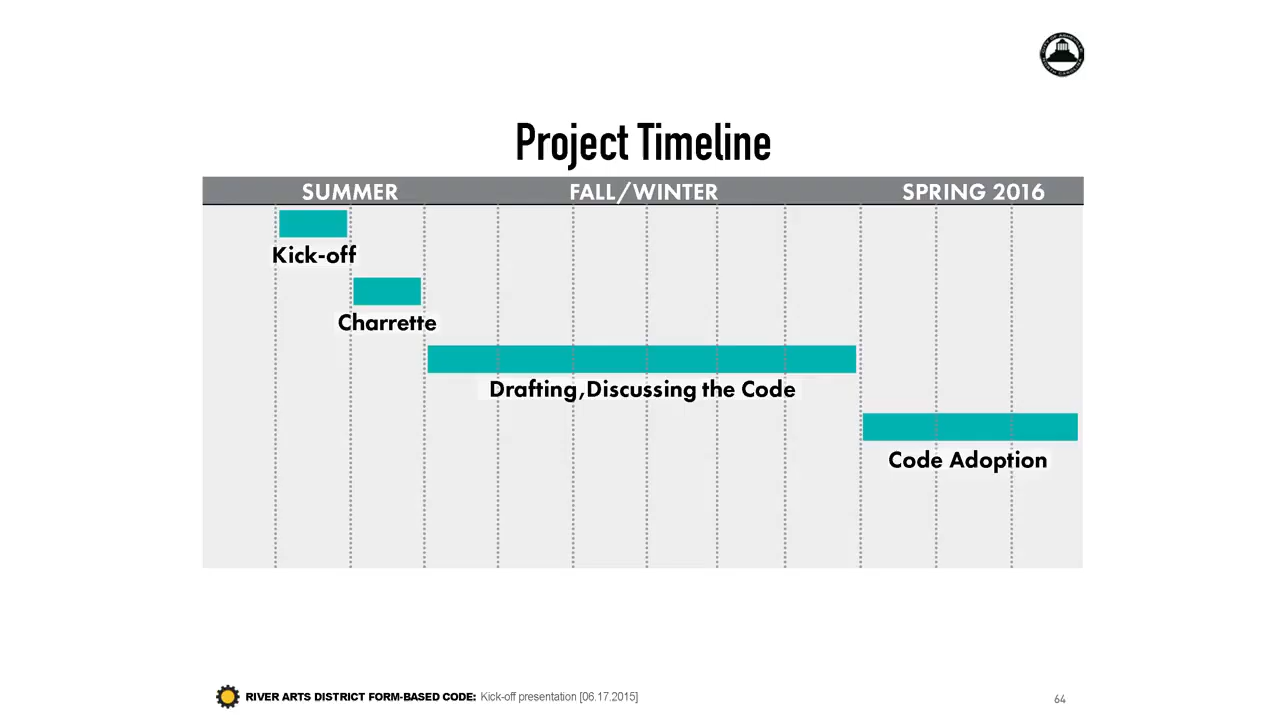 Project Timeline
SUMMER FALL/WINTER SPRING 2016
Kick-off
Charrette
Drafting,Discussing the Code
Code Adoption
RIVER ARTS DISTRICT FORM-BASED CODE: Kick-off presentation [06.17.2015]
64